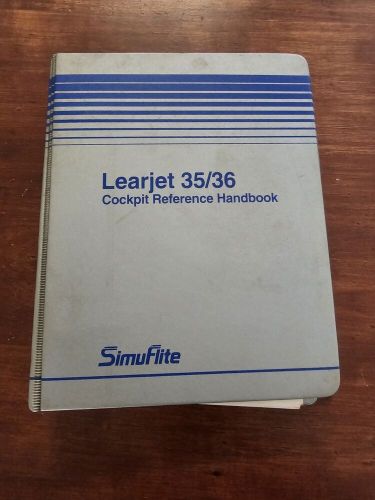 Learjet 35/36
Cockpit Reference Handbook
SimuFlite